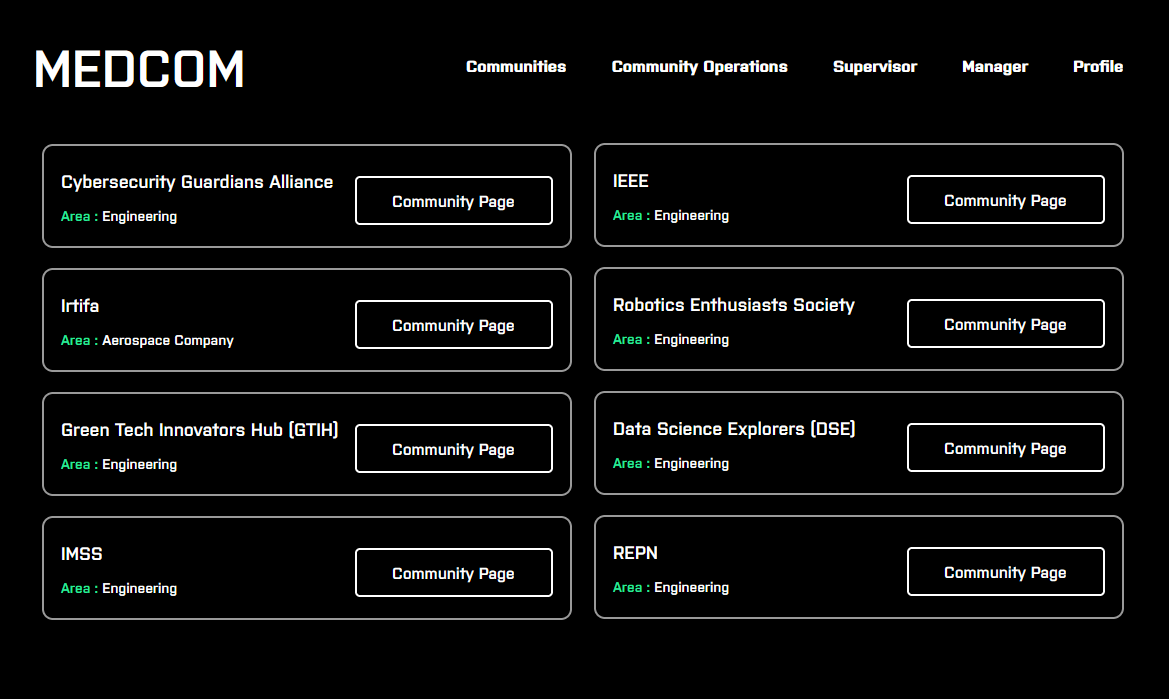 MEDCOM
Communities Community Operations Supervisor Manager Profile
Cybersecurity Guardians Alliance
Area : Engineering
Community Page
IEEE
Area : Engineering
Community Page
Irtifa
Area : Aerospace Company
Community Page
Robotics Enthusiasts Society
Area : Engineering
Community Page
Green Tech Innovators Hub (GTIH)
Area : Engineering
Community Page
Data Science Explorers (DSE)
Area : Engineering
Community Page
IMSS
Area : Engineering
Community Page
REPN
Area : Engineering
Community Page